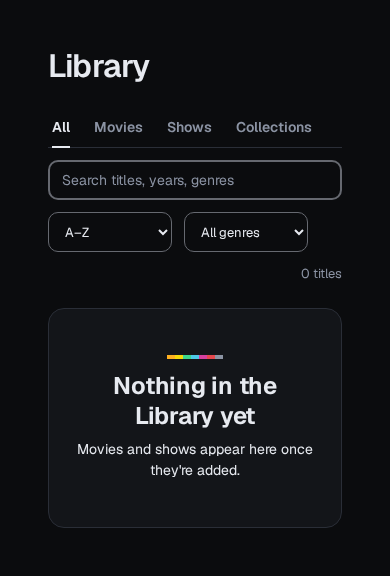 Library
All Movies Shows Collections
Search titles, years, genres
A–Z All genres
0 titles
Nothing in the
Library yet
Movies and shows appear here once
they're added.